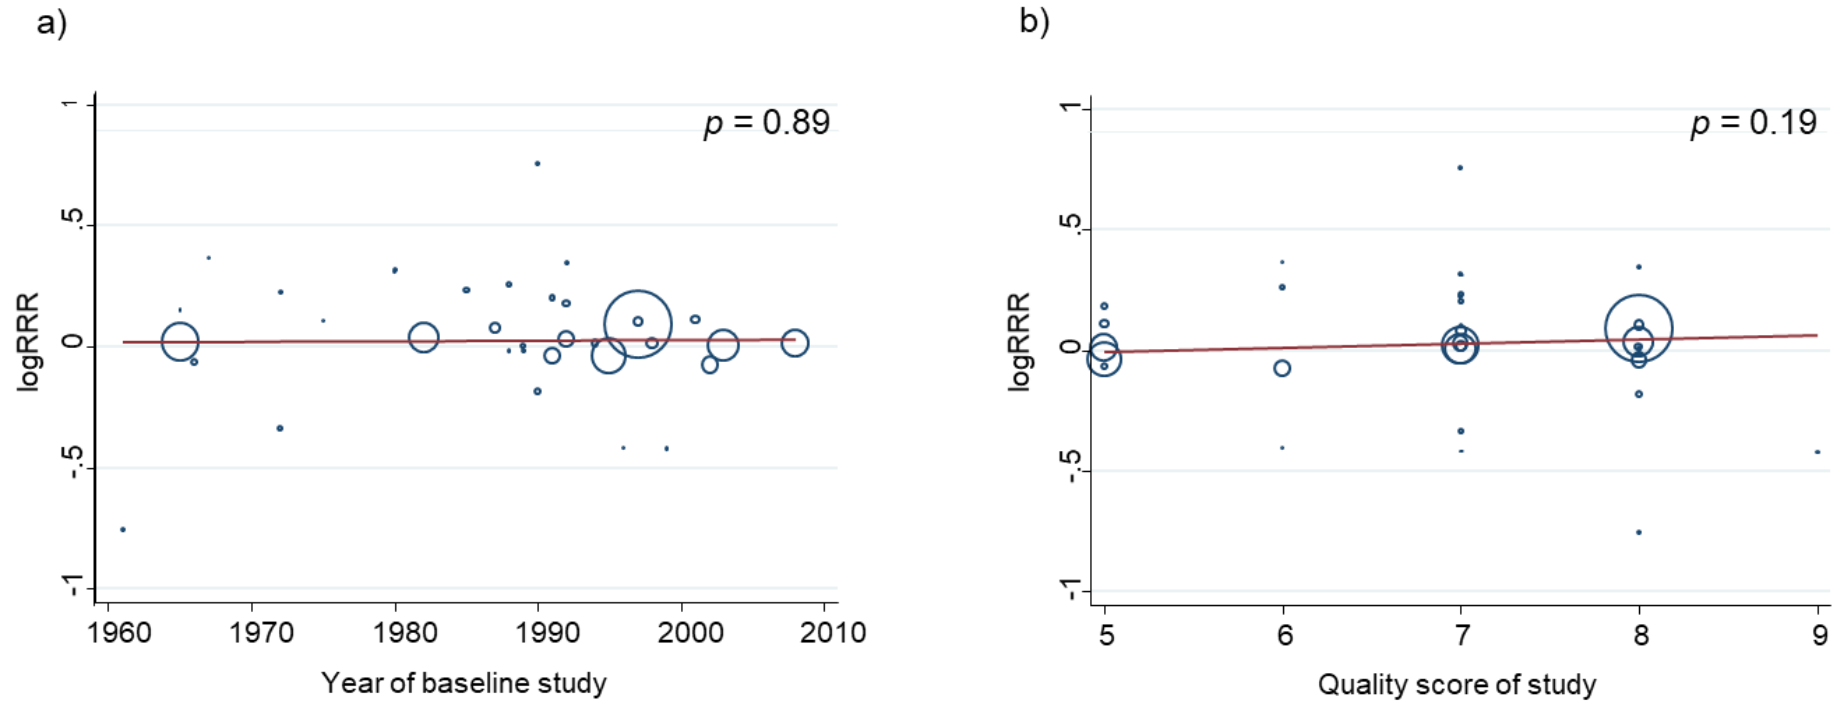 a)
p = 0.89
1
.5
0
-.5
-1
logRRR
1960 1970 1980 1990 2000 2010
Year of baseline study
b)
p = 0.19
1
.5
0
-.5
-1
logRRR
5 6 7 8 9
Quality score of study